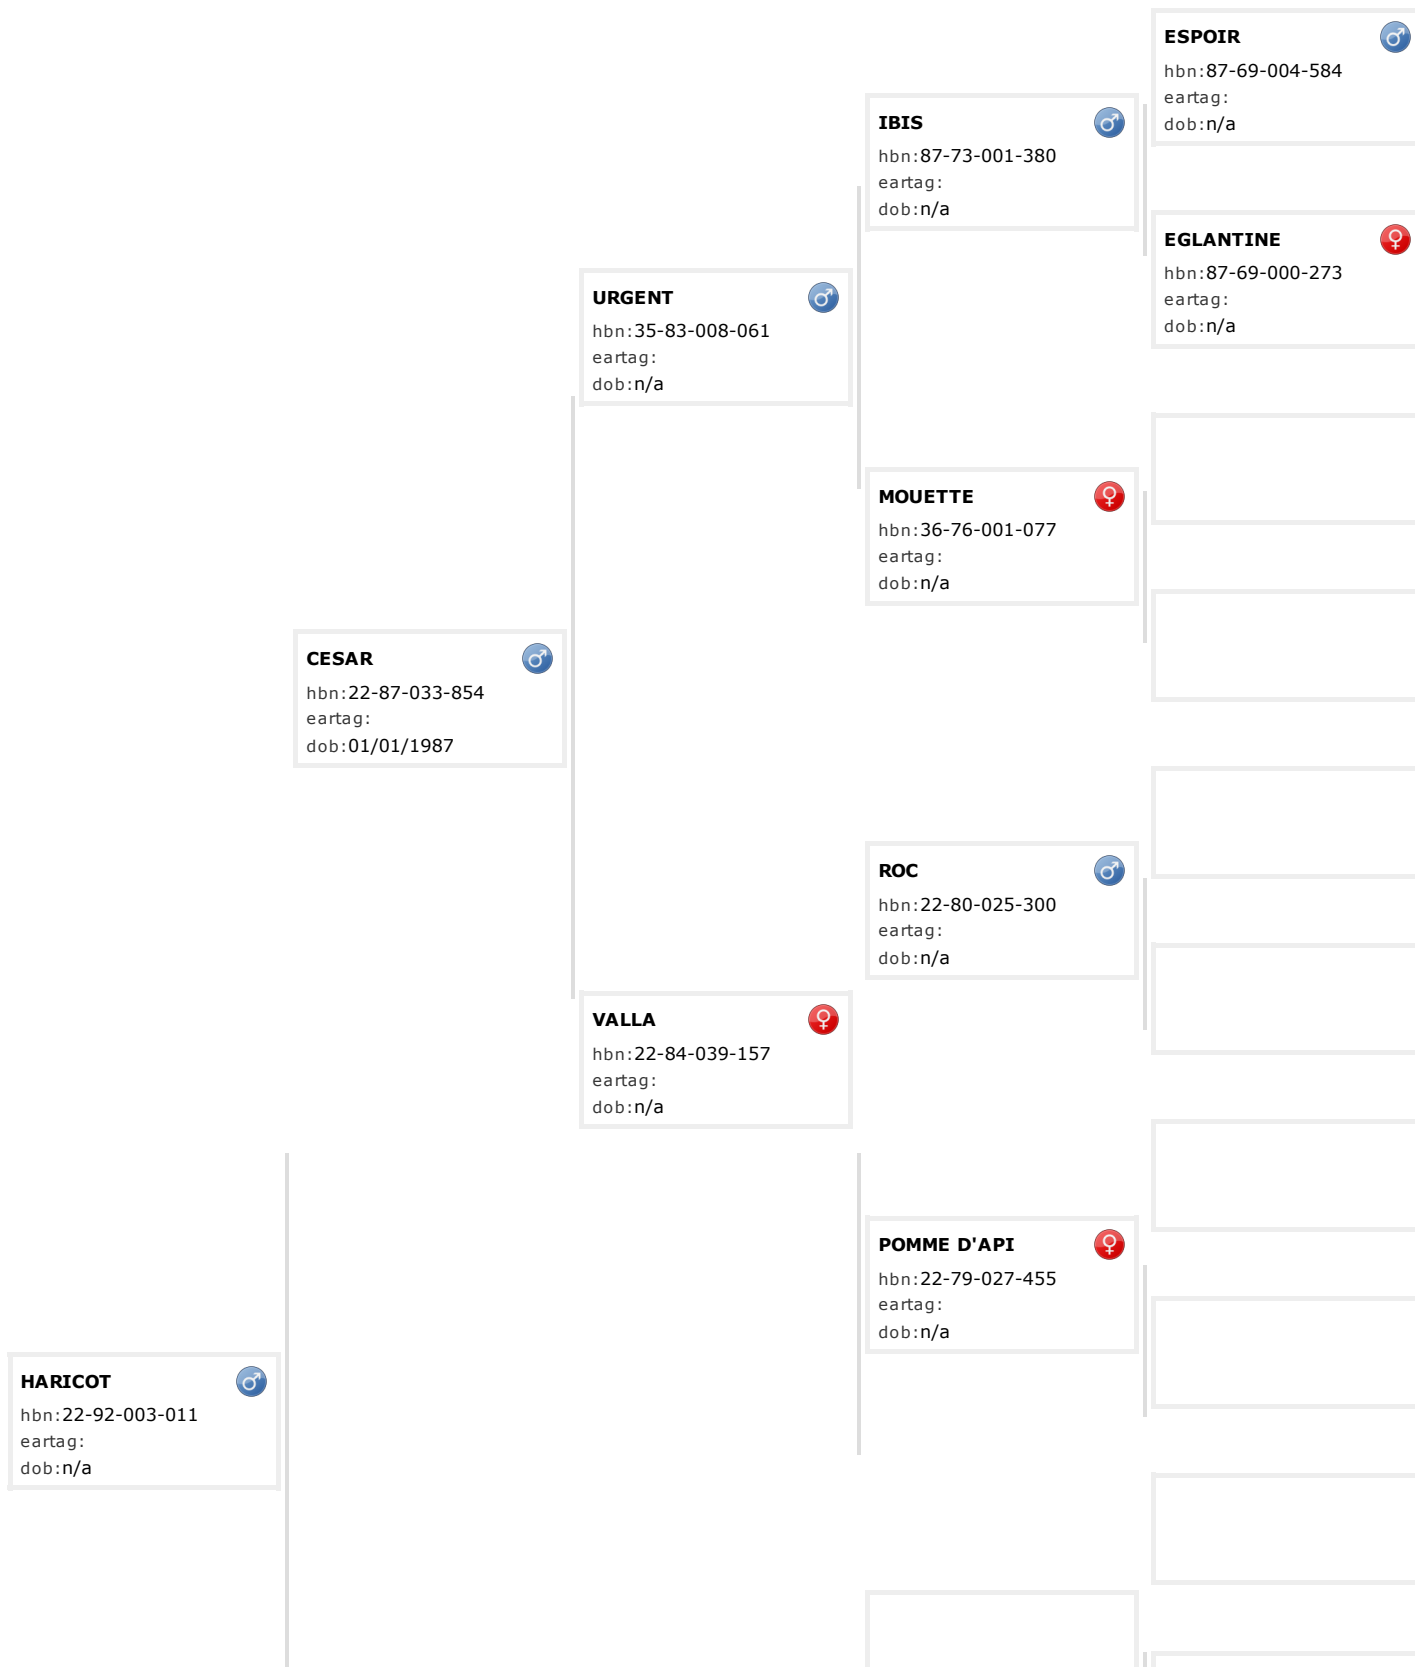 ESPOIR
hbn:87-69-004-584
eartag:
dob:n/a
IBIS
hbn:87-73-001-380
eartag:
dob:n/a
EGLANTINE
hbn:87-69-000-273
eartag:
dob:n/a
URGENT
hbn:35-83-008-061
eartag:
dob:n/a
MOUETTE
hbn:36-76-001-077
eartag:
dob:n/a
CESAR
hbn:22-87-033-854
eartag:
dob:01/01/1987
ROC
hbn:22-80-025-300
eartag:
dob:n/a
VALLA
hbn:22-84-039-157
eartag:
dob:n/a
POMME D'API
hbn:22-79-027-455
eartag:
dob:n/a
HARICOT
hbn:22-92-003-011
eartag:
dob:n/a